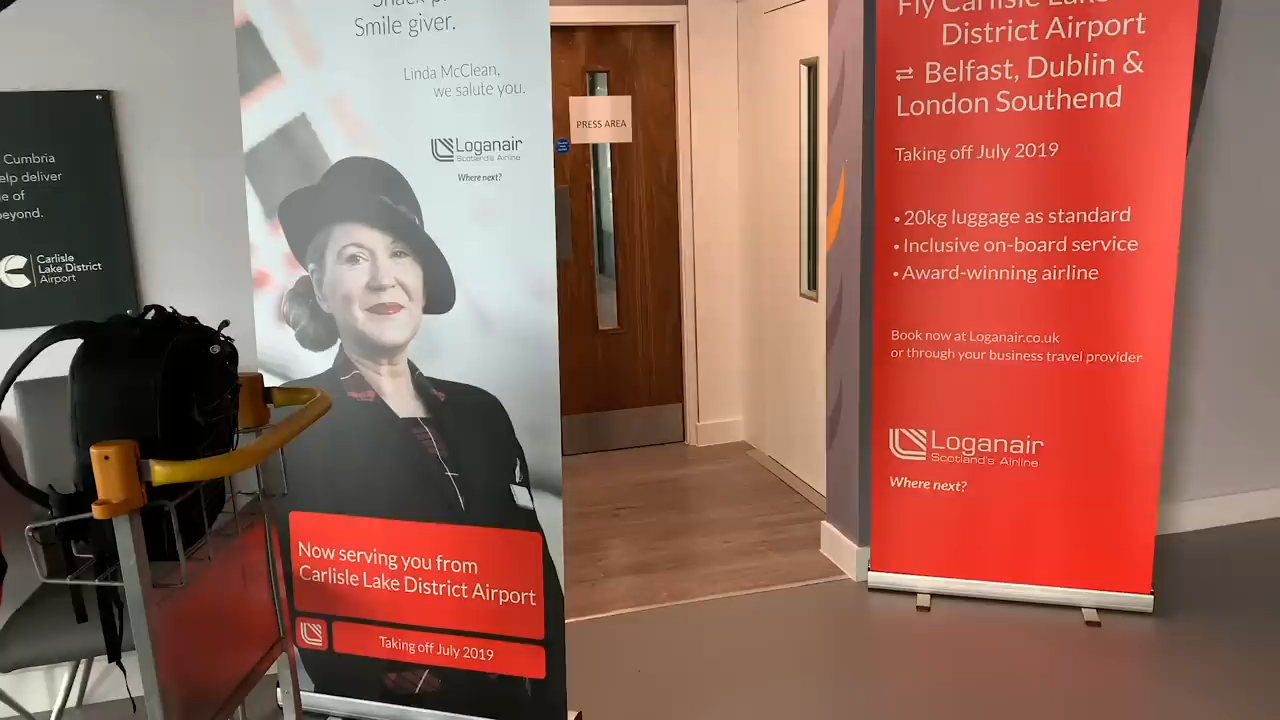 Cumbria
elp deliver
e of
beyond.
Carlisle
Lake District
Airport
Smile giver.
Linda McClean,
we salute you.
Loganair
Scotland's Airline
Where next?
Now serving you from
Carlisle Lake District Airport
Taking off July 2019
PRESS AREA
Fly Carlisle Lake
District Airport
⇄ Belfast, Dublin &
London Southend
Taking off July 2019
• 20kg luggage as standard
• Inclusive on-board service
• Award-winning airline
Book now at Loganair.co.uk
or through your business travel provider
Loganair
Scotland's Airline
Where next?